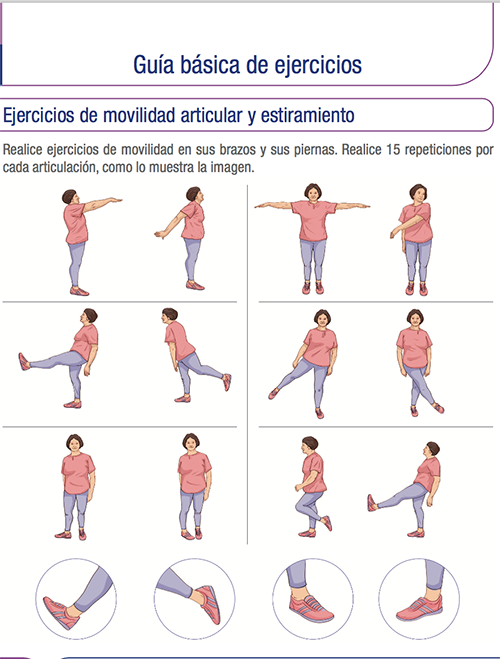 Guía básica de ejercicios
Ejercicios de movilidad articular y estiramiento
Realice ejercicios de movilidad en sus brazos y sus piernas. Realice 15 repeticiones por
cada articulación, como lo muestra la imagen.